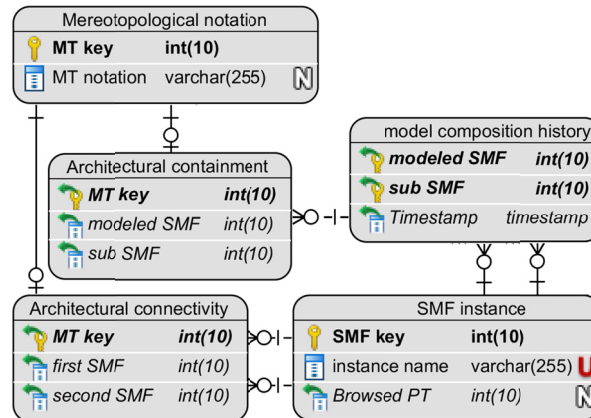 Mereotopological notation
MT key int(10)
MT notation varchar(255) N
Architectural containment
MT key int(10)
modeled SMF int(10)
sub SMF int(10)
model composition history
modeled SMF int(10)
sub SMF int(10)
Timestamp timestamp
Architectural connectivity
MT key int(10)
first SMF int(10)
second SMF int(10)
SMF instance
SMF key int(10)
instance name varchar(255) U
Browsed PT int(10) N